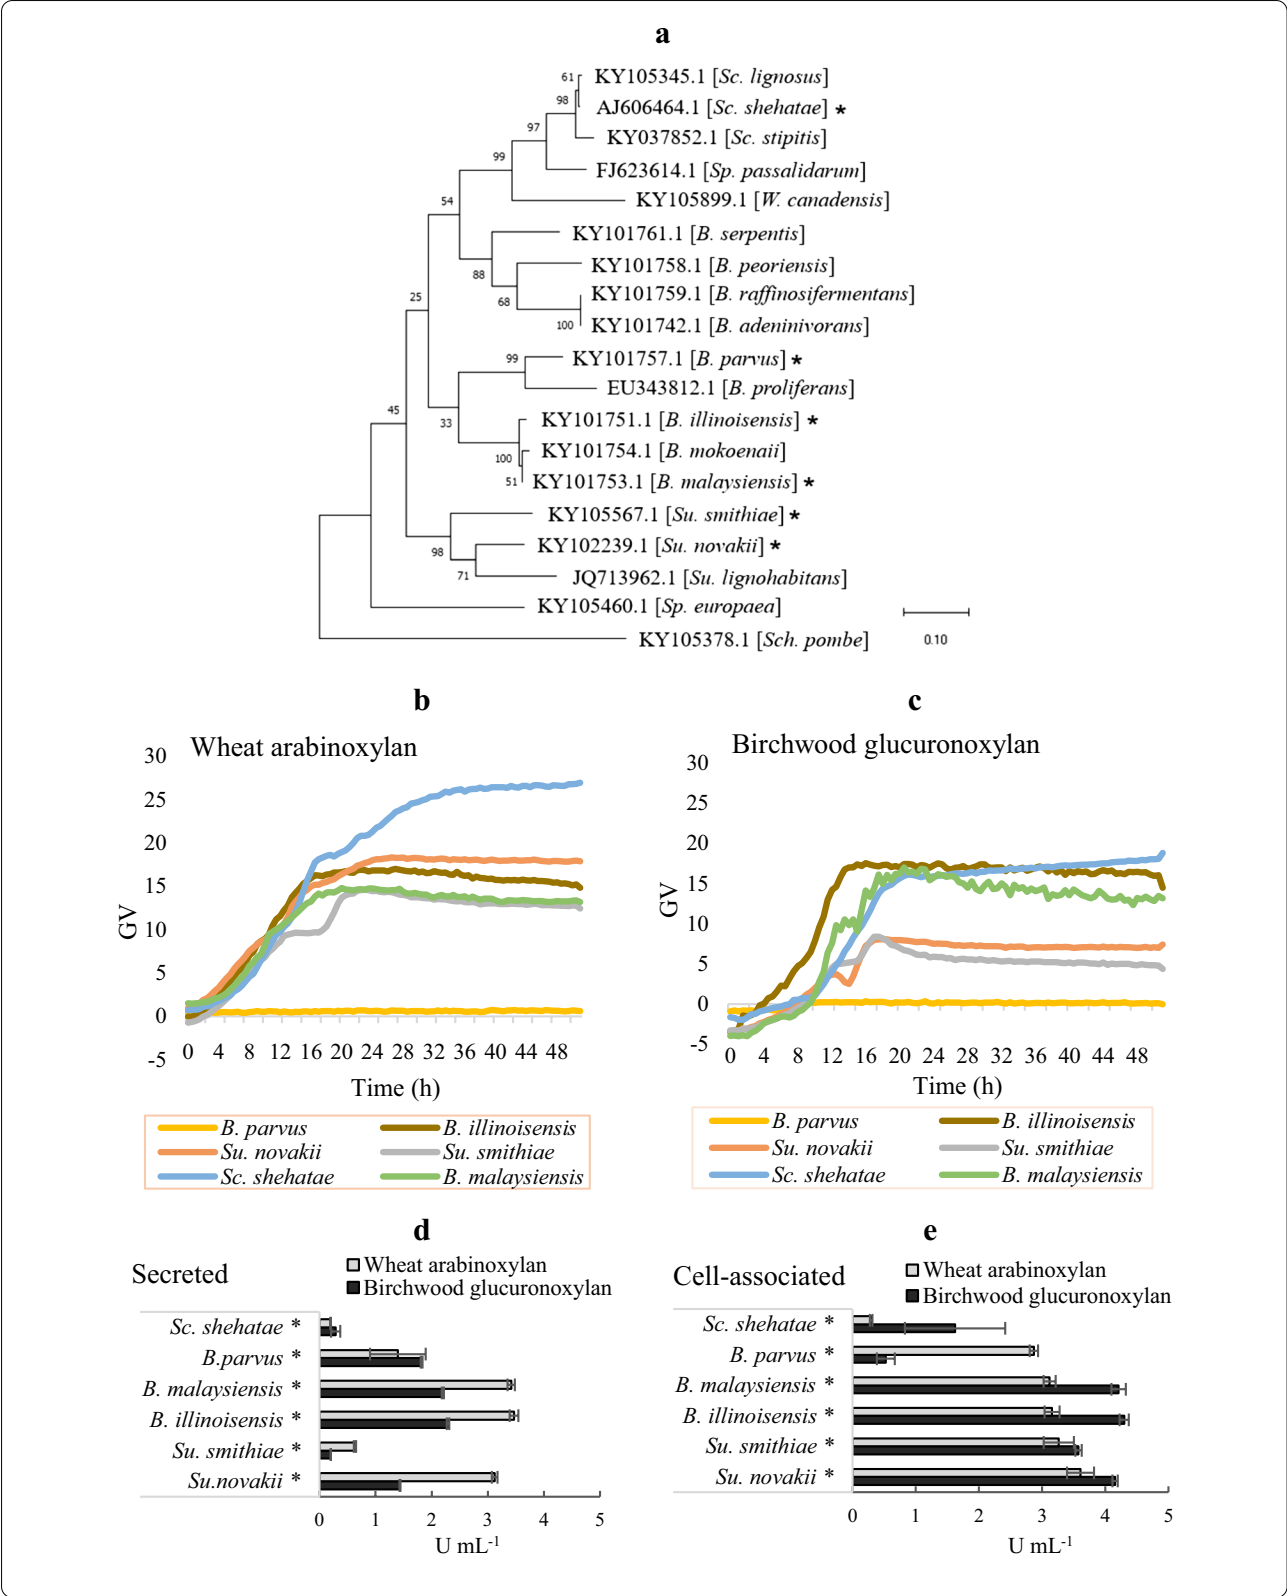 a
61
KY105345.1 [Sc. lignosus]
98
AJ606464.1 [Sc. shehatae] *
97
KY037852.1 [Sc. stipitis]
99
FJ623614.1 [Sp. passalidarum]
54
KY105899.1 [W. canadensis]
KY101761.1 [B. serpentis]
88
KY101758.1 [B. peoriensis]
25
68
KY101759.1 [B. raffinosifermentans]
100
KY101742.1 [B. adeninivorans]
99
KY101757.1 [B. parvus] *
EU343812.1 [B. proliferans]
45
33
KY101751.1 [B. illinoisensis] *
100
KY101754.1 [B. mokoenaii]
51
KY101753.1 [B. malaysiensis] *
KY105567.1 [Su. smithiae] *
98
KY102239.1 [Su. novakii] *
71
JQ713962.1 [Su. lignohabitans]
KY105460.1 [Sp. europaea]
KY105378.1 [Sch. pombe]
0.10
b
Wheat arabinoxylan
30
25
20
15
10
5
0
-5
GV
0 4 8 12 16 20 24 28 32 36 40 44 48
Time (h)
B. parvus B. illinoisensis
Su. novakii Su. smithiae
Sc. shehatae B. malaysiensis
c
Birchwood glucuronoxylan
30
25
20
15
10
5
0
-5
GV
0 4 8 12 16 20 24 28 32 36 40 44 48
Time (h)
B. parvus B. illinoisensis
Su. novakii Su. smithiae
Sc. shehatae B. malaysiensis
d
Secreted
Wheat arabinoxylan
Birchwood glucuronoxylan
Sc. shehatae *
B.parvus *
B. malaysiensis *
B. illinoisensis *
Su. smithiae *
Su.novakii *
0 1 2 3 4 5
U mL-1
e
Cell-associated
Wheat arabinoxylan
Birchwood glucuronoxylan
Sc. shehatae *
B. parvus *
B. malaysiensis *
B. illinoisensis *
Su. smithiae *
Su. novakii *
0 1 2 3 4 5
U mL-1